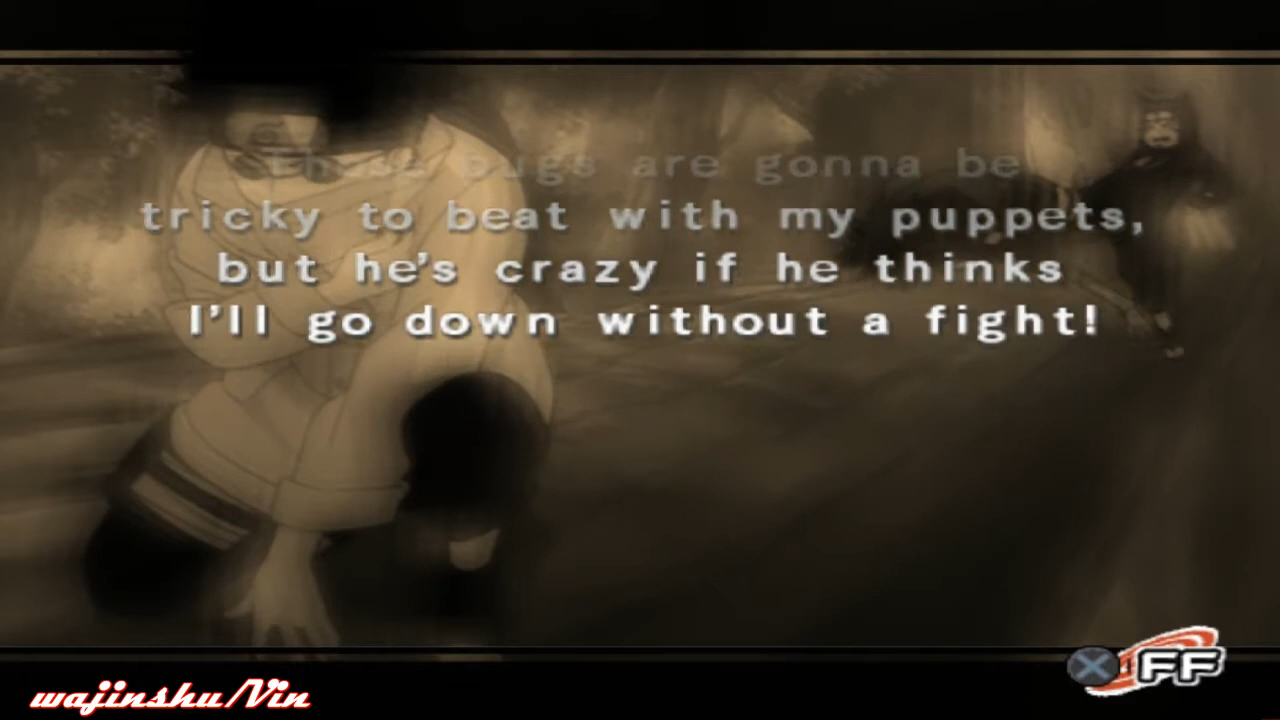 These bugs are gonna be
tricky to beat with my puppets,
but he's crazy if he thinks
I'll go down without a fight!
FF
wajinshu/Vin